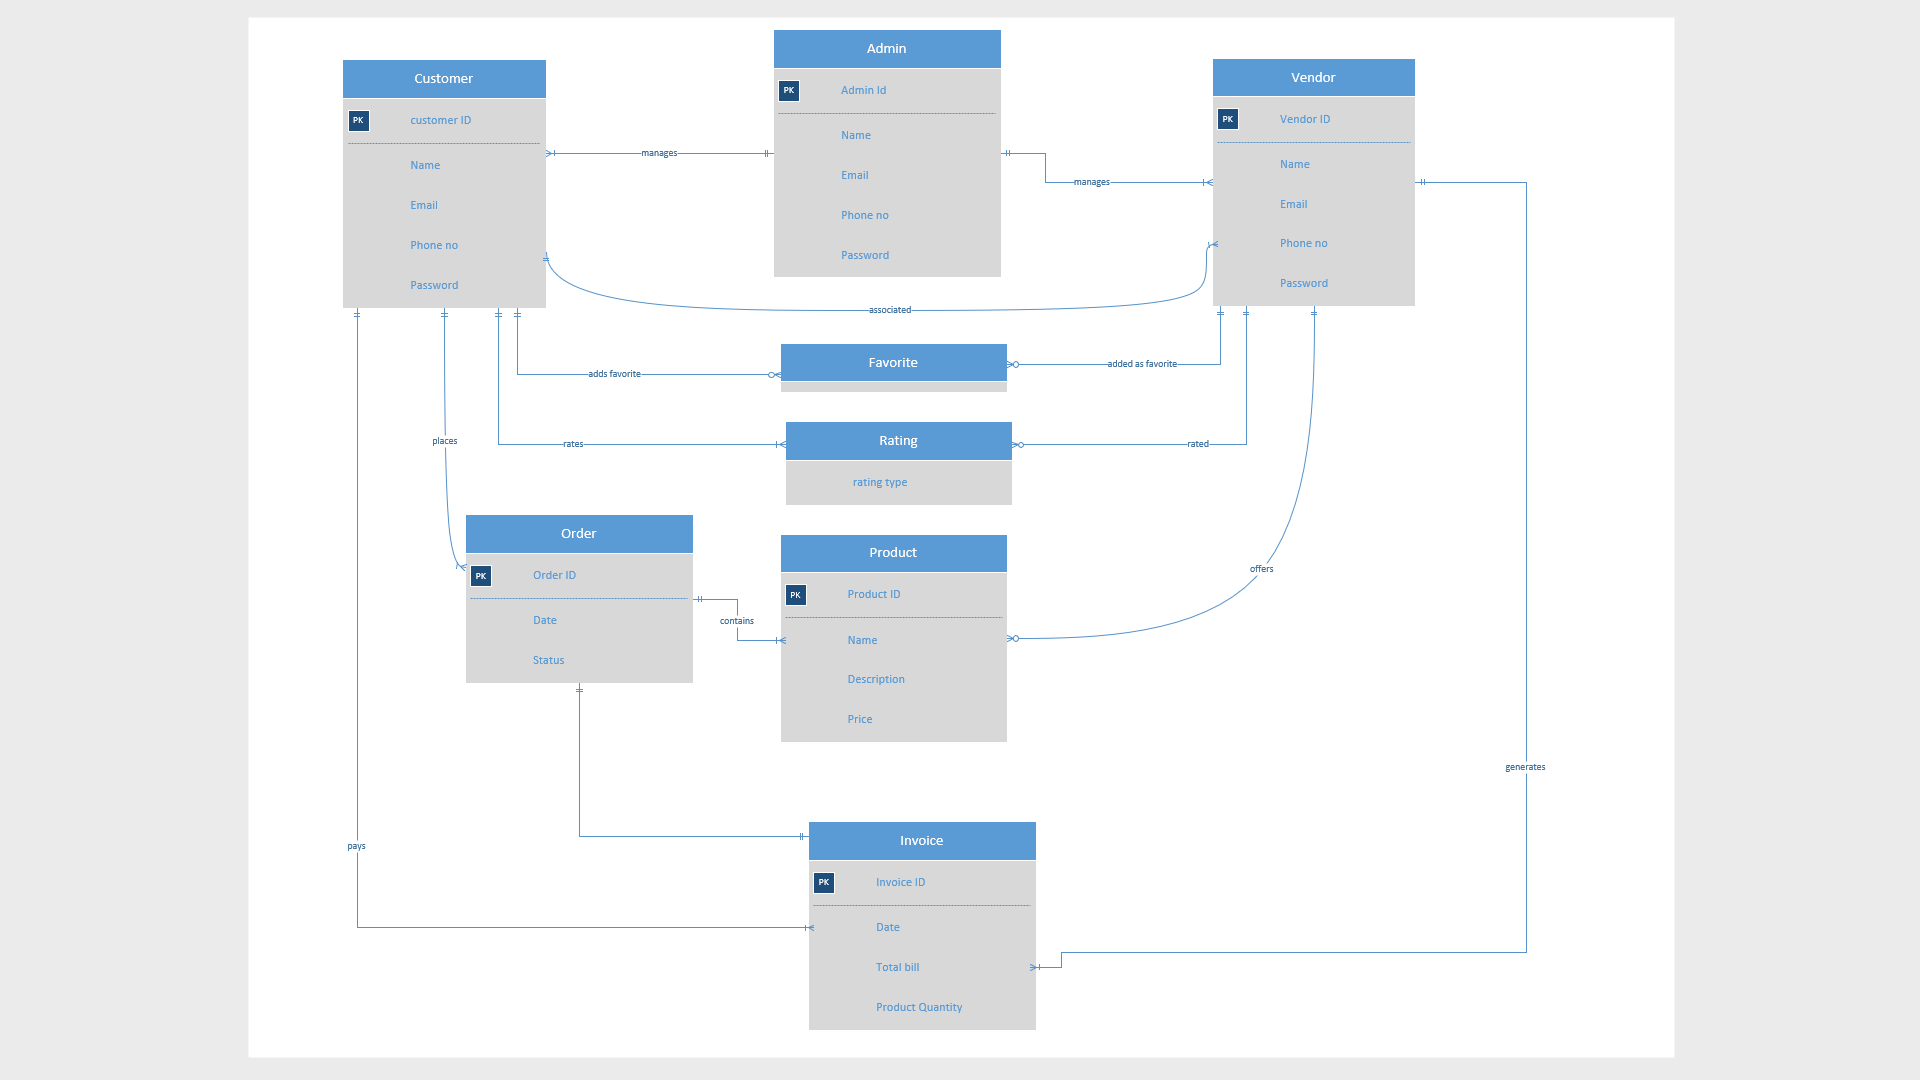 Customer
PK
customer ID
Name
Email
Phone no
Password
Admin
PK
Admin Id
Name
Email
Phone no
Password
Vendor
PK
Vendor ID
Name
Email
Phone no
Password
manages
manages
associated
Favorite
adds favorite
added as favorite
Rating
rating type
rates
rated
places
Order
PK
Order ID
Date
Status
contains
Product
PK
Product ID
Name
Description
Price
offers
generates
pays
Invoice
PK
Invoice ID
Date
Total bill
Product Quantity